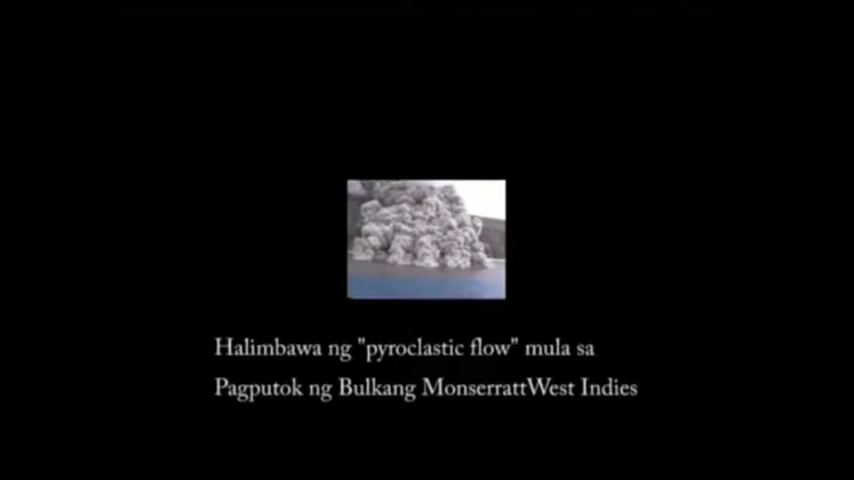 Halimbawa ng "pyroclastic flow" mula sa
Pagputok ng Bulkang MonserrattWest Indies